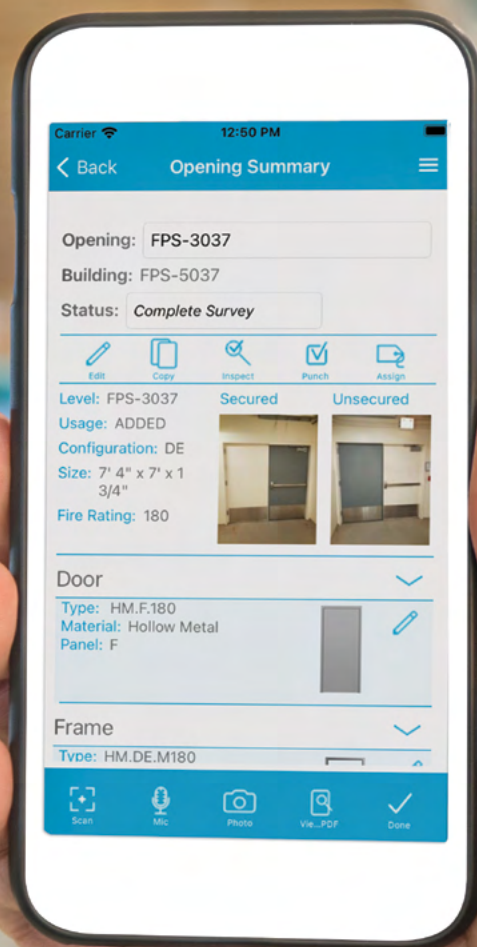 Carrier 12:50 PM
Back Opening Summary
Opening: FPS-3037
Building: FPS-5037
Status: Complete Survey
Edit Copy Inspect Punch Assign
Level: FPS-3037
Secured Unsecured
Usage: ADDED
Configuration: DE
Size: 7' 4" x 7' x 1
3/4"
Fire Rating: 180
Door
Type: HM.F.180
Material: Hollow Metal
Panel: F
Frame
Type: HM.DE.M180
Scan Mic Photo Vie...PDF Done